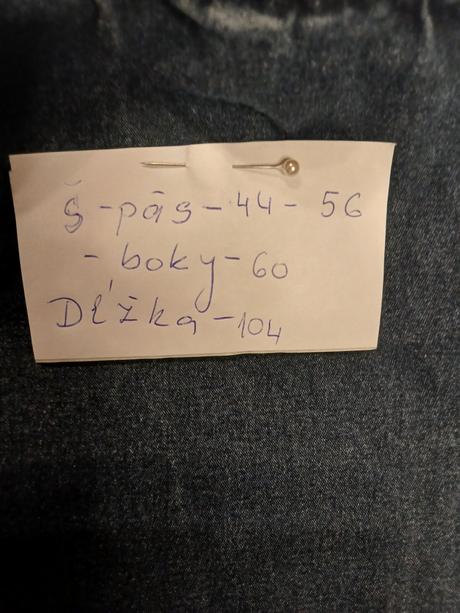 Š - pás - 44 - 56
- boky - 60
Dĺžka - 104